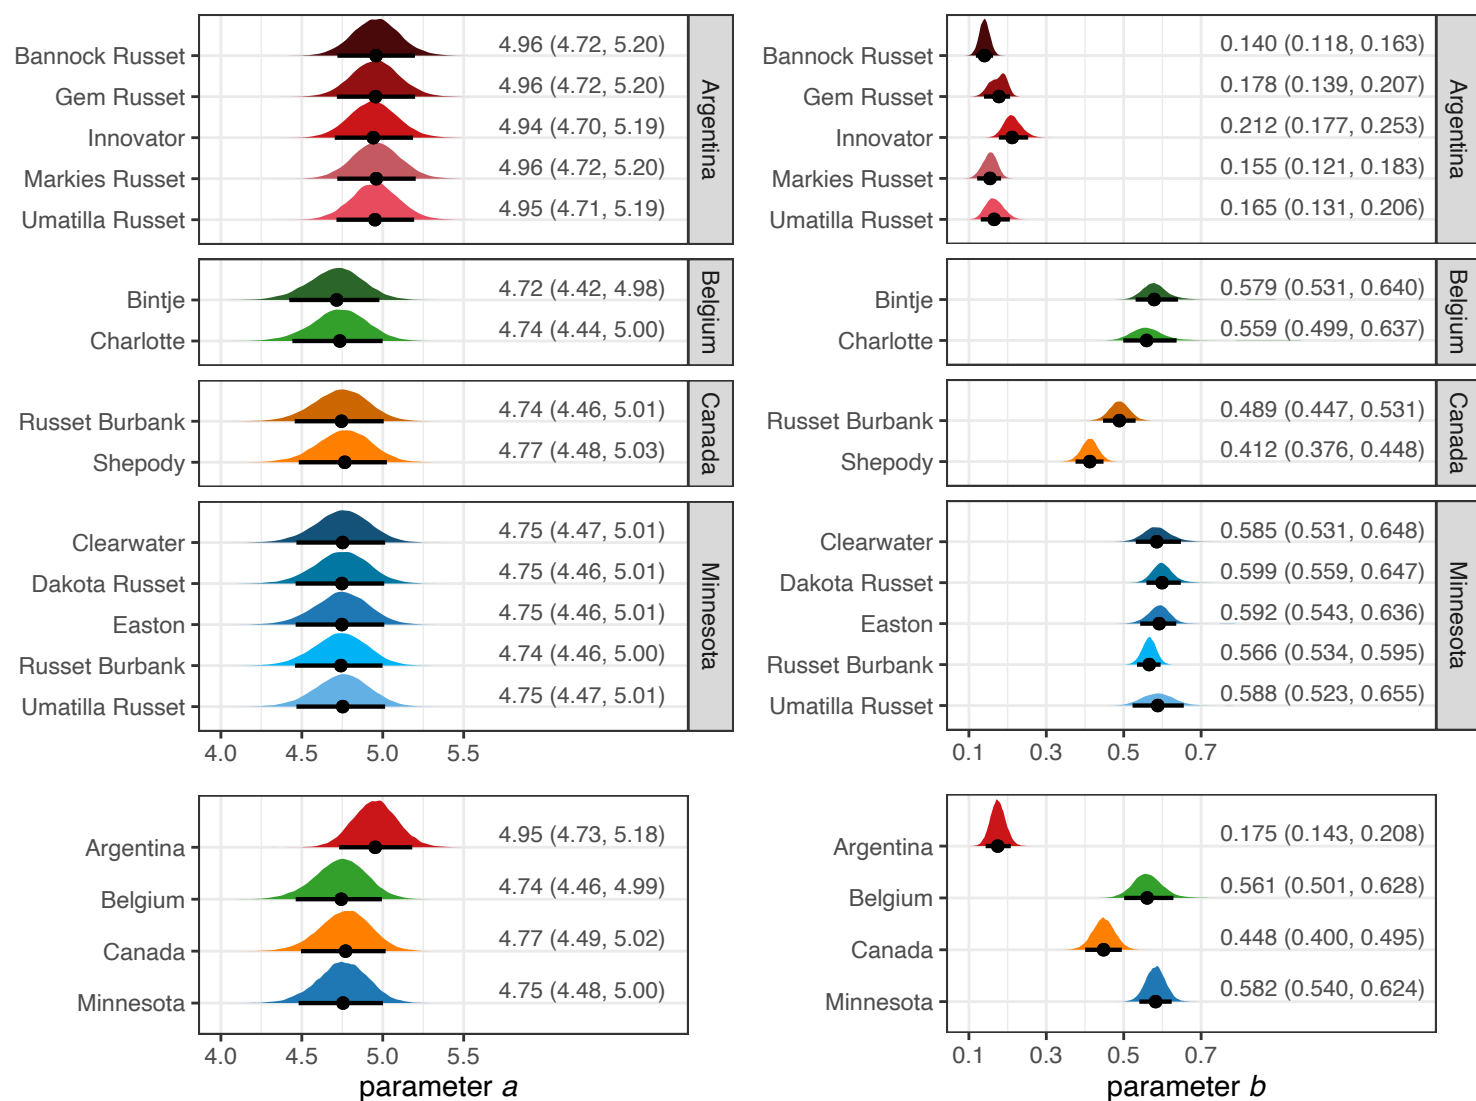 Bannock Russet 4.96 (4.72, 5.20)
Gem Russet 4.96 (4.72, 5.20)
Innovator 4.94 (4.70, 5.19)
Markies Russet 4.96 (4.72, 5.20)
Umatilla Russet 4.95 (4.71, 5.19)
Argentina
Bintje 4.72 (4.42, 4.98)
Charlotte 4.74 (4.44, 5.00)
Belgium
Russet Burbank 4.74 (4.46, 5.01)
Shepody 4.77 (4.48, 5.03)
Canada
Clearwater 4.75 (4.47, 5.01)
Dakota Russet 4.75 (4.46, 5.01)
Easton 4.75 (4.46, 5.01)
Russet Burbank 4.74 (4.46, 5.00)
Umatilla Russet 4.75 (4.47, 5.01)
Minnesota
4.0 4.5 5.0 5.5
Argentina 4.95 (4.73, 5.18)
Belgium 4.74 (4.46, 4.99)
Canada 4.77 (4.49, 5.02)
Minnesota 4.75 (4.48, 5.00)
4.0 4.5 5.0 5.5
parameter a
Bannock Russet 0.140 (0.118, 0.163)
Gem Russet 0.178 (0.139, 0.207)
Innovator 0.212 (0.177, 0.253)
Markies Russet 0.155 (0.121, 0.183)
Umatilla Russet 0.165 (0.131, 0.206)
Argentina
Bintje 0.579 (0.531, 0.640)
Charlotte 0.559 (0.499, 0.637)
Belgium
Russet Burbank 0.489 (0.447, 0.531)
Shepody 0.412 (0.376, 0.448)
Canada
Clearwater 0.585 (0.531, 0.648)
Dakota Russet 0.599 (0.559, 0.647)
Easton 0.592 (0.543, 0.636)
Russet Burbank 0.566 (0.534, 0.595)
Umatilla Russet 0.588 (0.523, 0.655)
Minnesota
0.1 0.3 0.5 0.7
Argentina 0.175 (0.143, 0.208)
Belgium 0.561 (0.501, 0.628)
Canada 0.448 (0.400, 0.495)
Minnesota 0.582 (0.540, 0.624)
0.1 0.3 0.5 0.7
parameter b